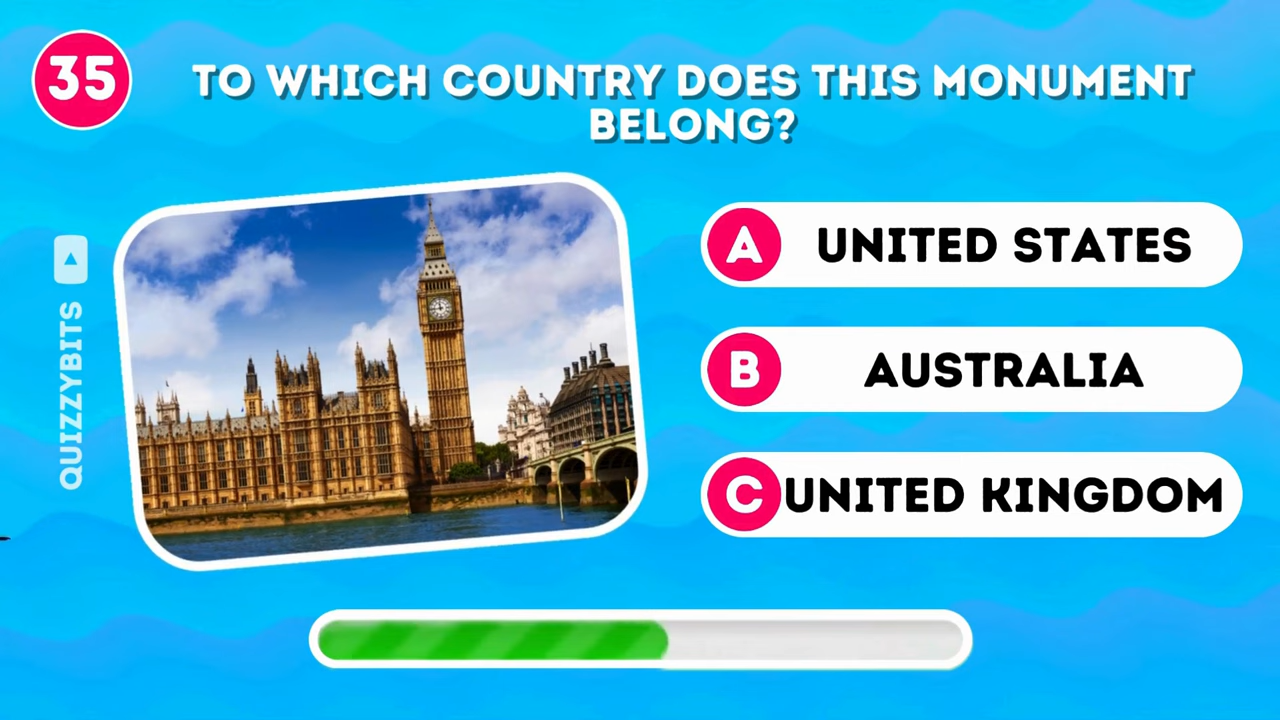 35
TO WHICH COUNTRY DOES THIS MONUMENT
BELONG?
QUIZZYBITS
A UNITED STATES
B AUSTRALIA
C UNITED KINGDOM